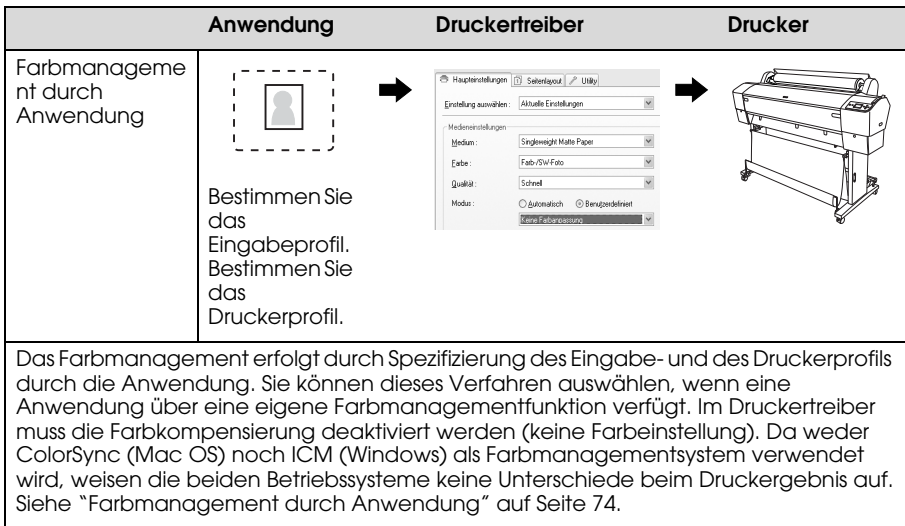 Anwendung Druckertreiber Drucker
Farbmanageme
nt durch
Anwendung
Bestimmen Sie
das
Eingabeprofil.
Bestimmen Sie
das
Druckerprofil.
Haupteinstellungen Seitenlayout Utility
Einstellung auswählen : Aktuelle Einstellungen
Medieneinstellungen
Medium : Singleweight Matte Paper
Farbe : Farb-/SW-Foto
Qualität : Schnell
Modus : Automatisch Benutzerdefiniert
Keine Farbanpassung
Das Farbmanagement erfolgt durch Spezifizierung des Eingabe- und des Druckerprofils
durch die Anwendung. Sie können dieses Verfahren auswählen, wenn eine
Anwendung über eine eigene Farbmanagementfunktion verfügt. Im Druckertreiber
muss die Farbkompensierung deaktiviert werden (keine Farbeinstellung). Da weder
ColorSync (Mac OS) noch ICM (Windows) als Farbmanagementsystem verwendet
wird, weisen die beiden Betriebssysteme keine Unterschiede beim Druckergebnis auf.
Siehe “Farbmanagement durch Anwendung” auf Seite 74.